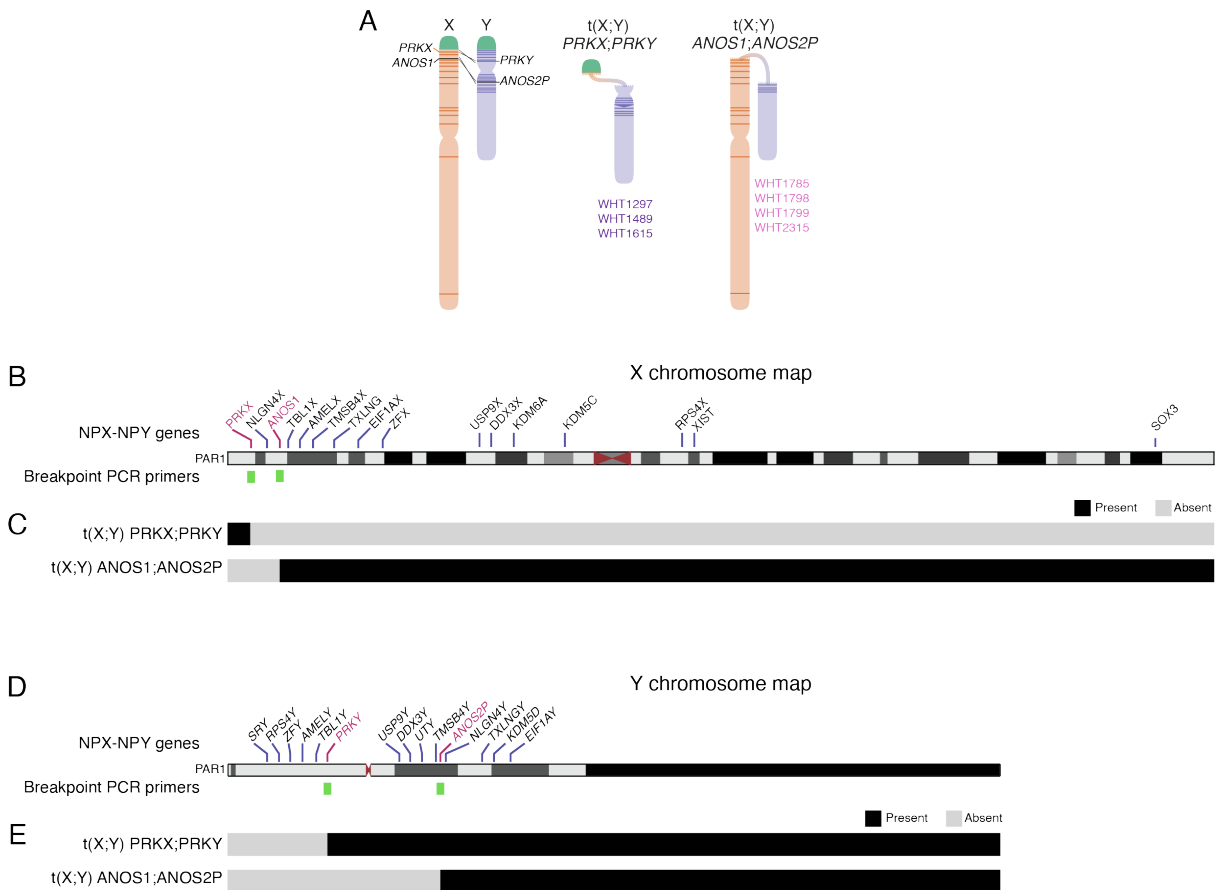 A
X
Y
t(X;Y)
PRKX;PRKY
t(X;Y)
ANOS1;ANOS2P
PRKX
ANOS1
PRKY
ANOS2P
WHT1297
WHT1489
WHT1615
WHT1785
WHT1798
WHT1799
WHT2315
B
X chromosome map
NPX-NPY genes
PRKX
NLGN4X
ANOS1
TBL1X
AMELX
TMSB4X
TXLNG
EIF1AX
ZFX
USP9X
DDX3X
KDM6A
KDM5C
RPS4X
XIST
SOX3
PAR1
Breakpoint PCR primers
Present
Absent
C
t(X;Y) PRKX;PRKY
t(X;Y) ANOS1;ANOS2P
D
Y chromosome map
NPX-NPY genes
SRY
RPS4Y
ZFY
AMELY
TBL1Y
PRKY
USP9Y
DDX3Y
UTY
TMSB4Y
ANOS2P
NLGN4Y
TXLNGY
KDM5D
EIF1AY
PAR1
Breakpoint PCR primers
Present
Absent
E
t(X;Y) PRKX;PRKY
t(X;Y) ANOS1;ANOS2P